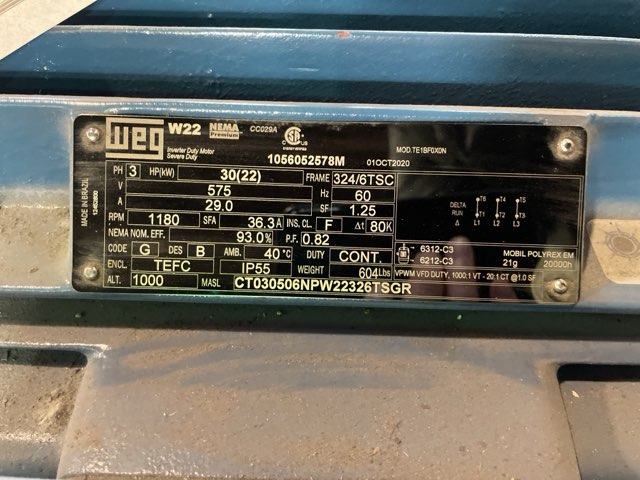 WEG W22 NEMA Premium CC029A
Inverter Duty Motor
Severe Duty
1056052578M 01OCT2020 MOD.TE1BF0X0N
MADE IN BRAZIL
PH 3 HP(kW) 30(22) FRAME 324/6TSC
V 575 Hz 60
A 29.0 SF 1.25
RPM 1180 SFA 36.3A INS. CL. F Δt 80K
NEMA NOM. EFF. 93.0% P.F. 0.82
CODE G DES B AMB. 40°C DUTY CONT.
ENCL. TEFC IP55 WEIGHT 604Lbs
ALT. 1000 MASL CT030506NPW22326TSGR
T6 T4 T5
DELTA
RUN T1 T2 T3
Δ L1 L2 L3
6312-C3 MOBIL POLYREX EM
6212-C3 21g 20000h
VPWM VFD DUTY, 1000:1 VT - 20:1 CT @1.0 SF